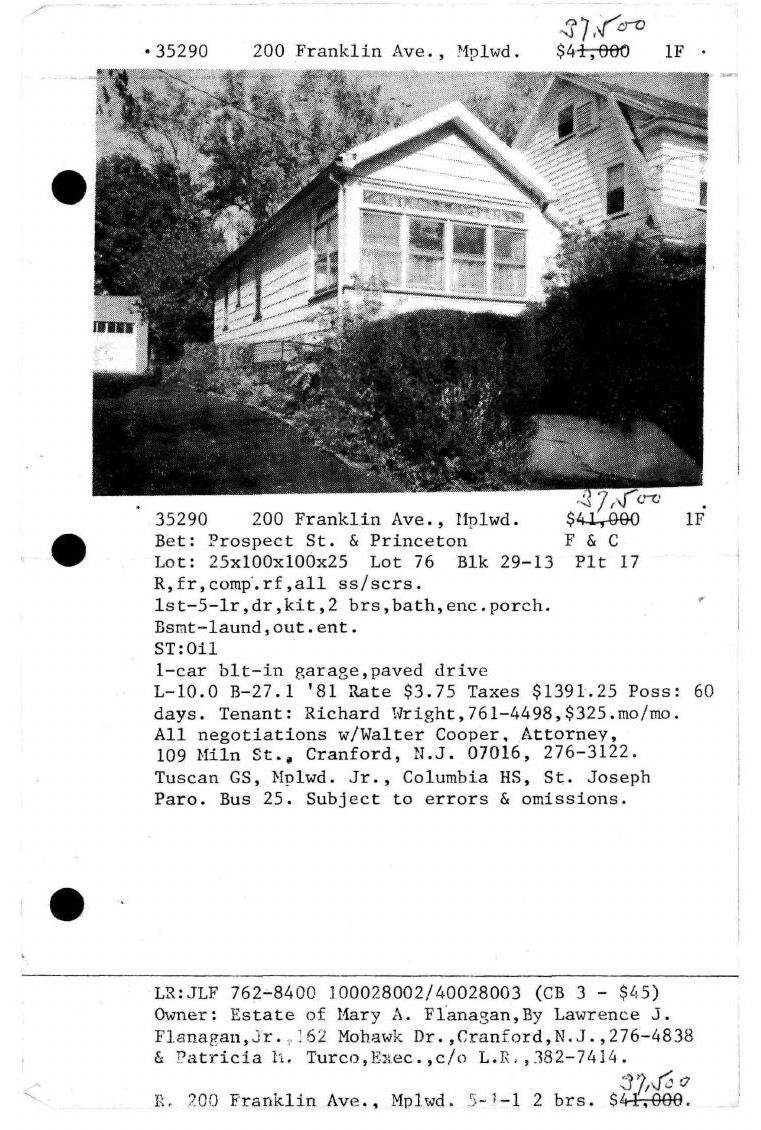 37,500
35290 200 Franklin Ave., Mplwd. $41,000 1F
37,500
35290 200 Franklin Ave., Mplwd. $41,000 1F
Bet: Prospect St. & Princeton F & C
Lot: 25x100x100x25 Lot 76 Blk 29-13 Plt 17
R,fr,comp.rf,all ss/scrs.
1st-5-lr,dr,kit,2 brs,bath,enc.porch.
Bsmt-laund,out.ent.
ST:Oil
1-car blt-in garage,paved drive
L-10.0 B-27.1 '81 Rate $3.75 Taxes $1391.25 Poss: 60
days. Tenant: Richard Wright,761-4498,$325.mo/mo.
All negotiations w/Walter Cooper, Attorney,
109 Miln St., Cranford, N.J. 07016, 276-3122.
Tuscan GS, Mplwd. Jr., Columbia HS, St. Joseph
Paro. Bus 25. Subject to errors & omissions.
LR:JLF 762-8400 100028002/40028003 (CB 3 - $45)
Owner: Estate of Mary A. Flanagan,By Lawrence J.
Flanagan,Jr.,162 Mohawk Dr.,Cranford,N.J.,276-4838
& Patricia M. Turco,Exec.,c/o L.R.,382-7414.
37,500
R. 200 Franklin Ave., Mplwd. 5-1-1 2 brs. $41,000.